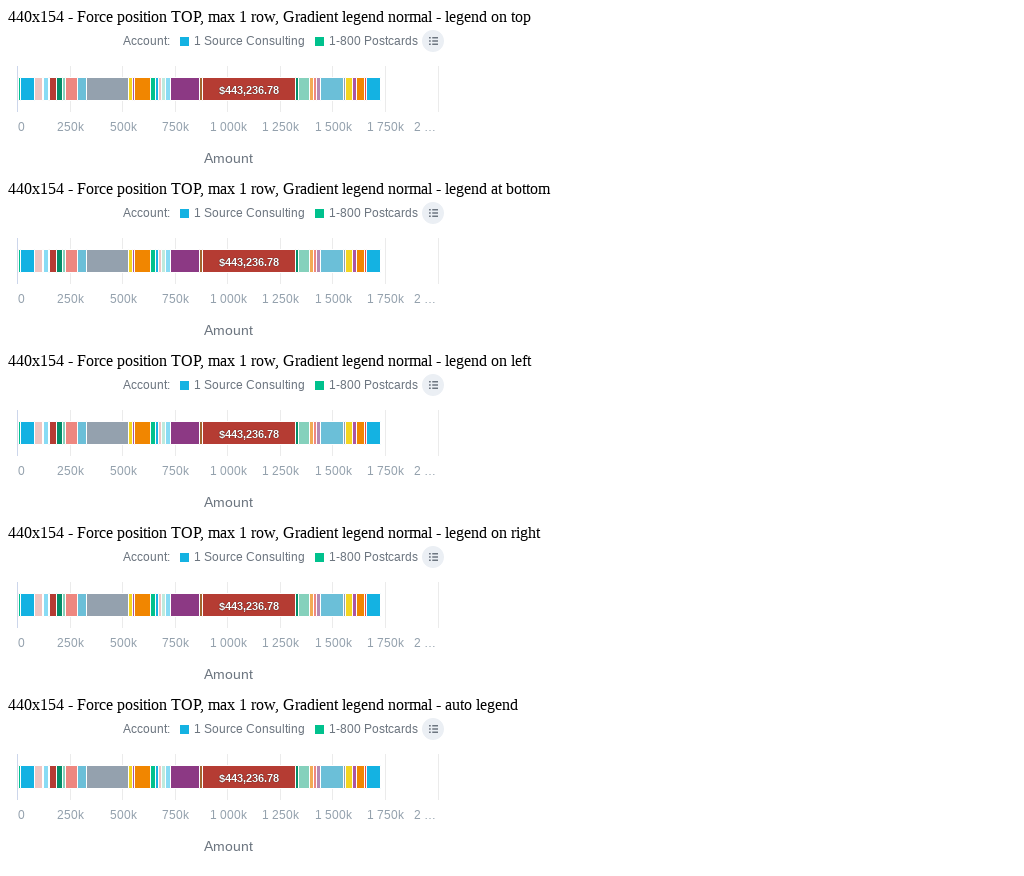 440x154 - Force position TOP, max 1 row, Gradient legend normal - legend on top
Account: 1 Source Consulting 1-800 Postcards
$443,236.78
0 250k 500k 750k 1 000k 1 250k 1 500k 1 750k 2 …
Amount
440x154 - Force position TOP, max 1 row, Gradient legend normal - legend at bottom
Account: 1 Source Consulting 1-800 Postcards
$443,236.78
0 250k 500k 750k 1 000k 1 250k 1 500k 1 750k 2 …
Amount
440x154 - Force position TOP, max 1 row, Gradient legend normal - legend on left
Account: 1 Source Consulting 1-800 Postcards
$443,236.78
0 250k 500k 750k 1 000k 1 250k 1 500k 1 750k 2 …
Amount
440x154 - Force position TOP, max 1 row, Gradient legend normal - legend on right
Account: 1 Source Consulting 1-800 Postcards
$443,236.78
0 250k 500k 750k 1 000k 1 250k 1 500k 1 750k 2 …
Amount
440x154 - Force position TOP, max 1 row, Gradient legend normal - auto legend
Account: 1 Source Consulting 1-800 Postcards
$443,236.78
0 250k 500k 750k 1 000k 1 250k 1 500k 1 750k 2 …
Amount